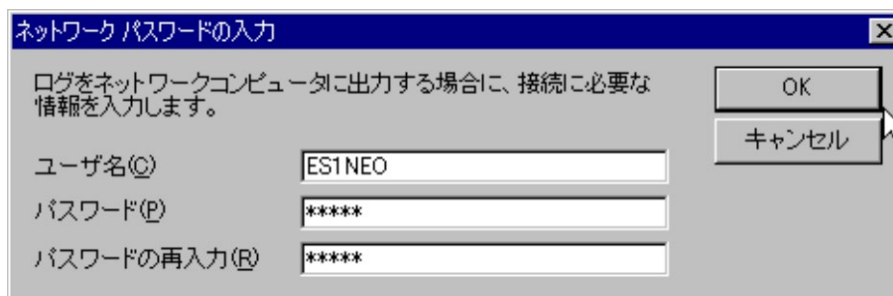 ネットワーク パスワードの入力
ログをネットワークコンピュータに出力する場合に、接続に必要な
情報を入力します。
OK
キャンセル
ユーザ名(C)
ES1NEO
パスワード(P)
*****
パスワードの再入力(R)
*****